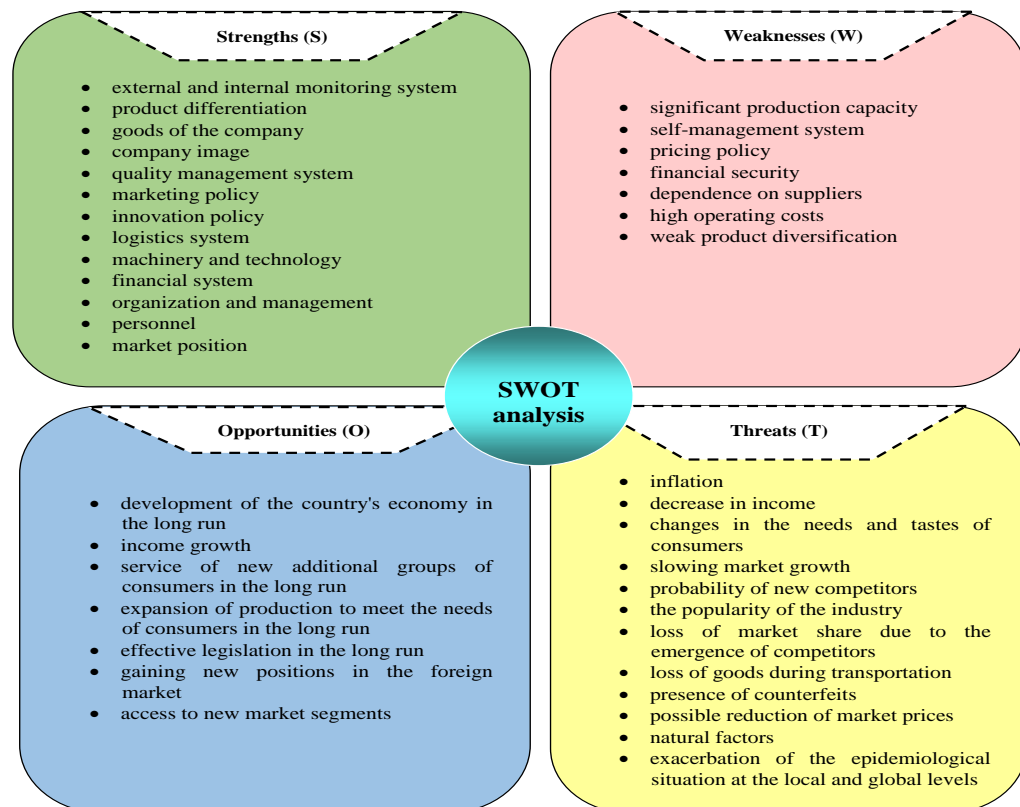 Strengths (S)
• external and internal monitoring system
• product differentiation
• goods of the company
• company image
• quality management system
• marketing policy
• innovation policy
• logistics system
• machinery and technology
• financial system
• organization and management
• personnel
• market position
Weaknesses (W)
• significant production capacity
• self-management system
• pricing policy
• financial security
• dependence on suppliers
• high operating costs
• weak product diversification
SWOT
analysis
Opportunities (O)
• development of the country's economy in
the long run
• income growth
• service of new additional groups of
consumers in the long run
• expansion of production to meet the needs
of consumers in the long run
• effective legislation in the long run
• gaining new positions in the foreign
market
• access to new market segments
Threats (T)
• inflation
• decrease in income
• changes in the needs and tastes of
consumers
• slowing market growth
• probability of new competitors
• the popularity of the industry
• loss of market share due to the
emergence of competitors
• loss of goods during transportation
• presence of counterfeits
• possible reduction of market prices
• natural factors
• exacerbation of the epidemiological
situation at the local and global levels